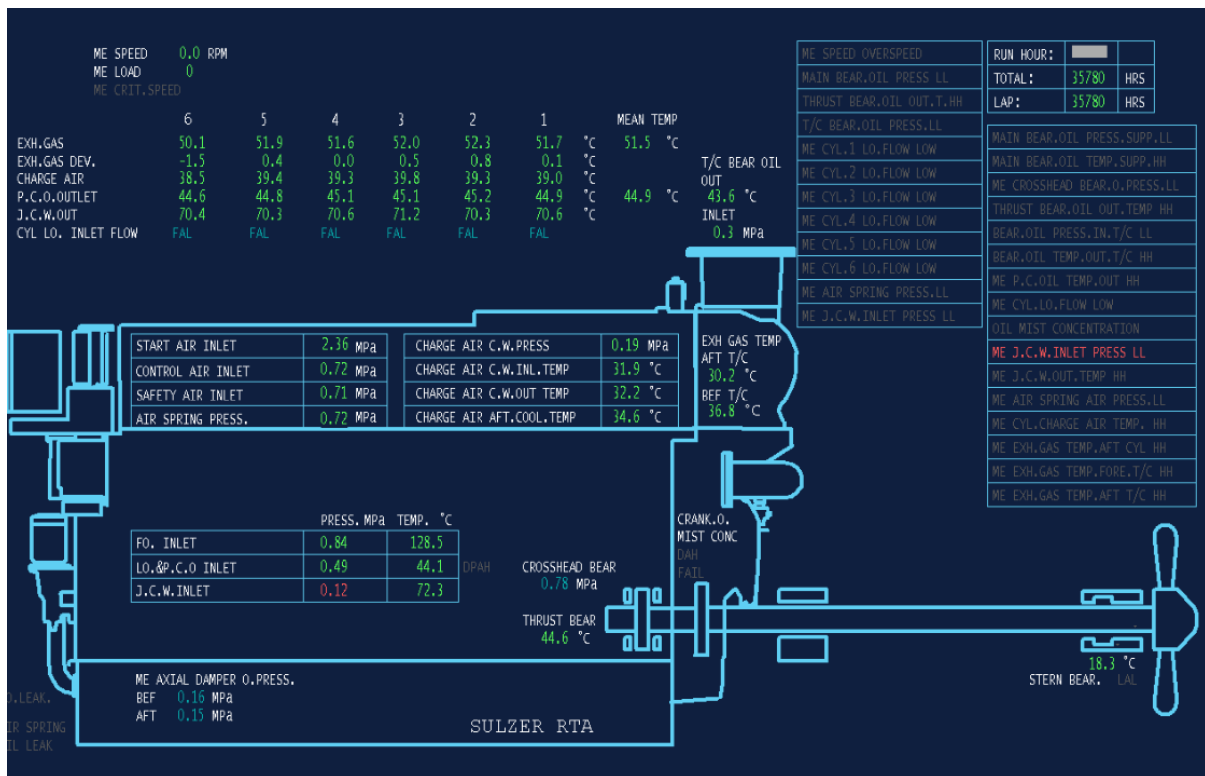 ME SPEED 0.0 RPM
ME LOAD 0
ME CRIT.SPEED
6 5 4 3 2 1 MEAN TEMP
EXH.GAS 50.1 51.9 51.6 52.0 52.3 51.7 °C 51.5 °C
EXH.GAS DEV. -1.5 0.4 0.0 0.5 0.8 0.1 °C
CHARGE AIR 38.5 39.4 39.3 39.8 39.3 39.0 °C
P.C.O.OUTLET 44.6 44.8 45.1 45.1 45.2 44.9 °C 44.9 °C
J.C.W.OUT 70.4 70.3 70.6 71.2 70.3 70.6 °C
CYL LO. INLET FLOW FAL FAL FAL FAL FAL FAL
T/C BEAR OIL
OUT
43.6 °C
INLET
0.3 MPa
ME SPEED OVERSPEED
MAIN BEAR.OIL PRESS LL
THRUST BEAR.OIL OUT.T.HH
T/C BEAR.OIL PRESS.LL
ME CYL.1 LO.FLOW LOW
ME CYL.2 LO.FLOW LOW
ME CYL.3 LO.FLOW LOW
ME CYL.4 LO.FLOW LOW
ME CYL.5 LO.FLOW LOW
ME CYL.6 LO.FLOW LOW
ME AIR SPRING PRESS.LL
ME J.C.W.INLET PRESS LL
RUN HOUR:
TOTAL: 35780 HRS
LAP: 35780 HRS
MAIN BEAR.OIL PRESS.SUPP.LL
MAIN BEAR.OIL TEMP.SUPP.HH
ME CROSSHEAD BEAR.O.PRESS.LL
THRUST BEAR.OIL OUT.TEMP HH
BEAR.OIL PRESS.IN.T/C LL
BEAR.OIL TEMP.OUT.T/C HH
ME P.C.OIL TEMP.OUT HH
ME CYL.LO.FLOW LOW
OIL MIST CONCENTRATION
ME J.C.W.INLET PRESS LL
ME J.C.W.OUT.TEMP HH
ME AIR SPRING AIR PRESS.LL
ME CYL.CHARGE AIR TEMP. HH
ME EXH.GAS TEMP.AFT CYL HH
ME EXH.GAS TEMP.FORE.T/C HH
ME EXH.GAS TEMP.AFT T/C HH
START AIR INLET 2.36 MPa
CONTROL AIR INLET 0.72 MPa
SAFETY AIR INLET 0.71 MPa
AIR SPRING PRESS. 0.72 MPa
CHARGE AIR C.W.PRESS 0.19 MPa
CHARGE AIR C.W.INL.TEMP 31.9 °C
CHARGE AIR C.W.OUT TEMP 32.2 °C
CHARGE AIR AFT.COOL.TEMP 34.6 °C
EXH GAS TEMP
AFT T/C
30.2 °C
BEF T/C
36.8 °C
PRESS.MPa TEMP. °C
FO. INLET 0.84 128.5
LO.&P.C.O INLET 0.49 44.1 DPAH
J.C.W.INLET 0.12 72.3
CROSSHEAD BEAR
0.78 MPa
THRUST BEAR
44.6 °C
CRANK.O.
MIST CONC
DAH
FAIL
18.3 °C
STERN BEAR. LAL
ME AXIAL DAMPER O.PRESS.
BEF 0.16 MPa
AFT 0.15 MPa
SULZER RTA
O.LEAK.
IR SPRING
IL LEAK